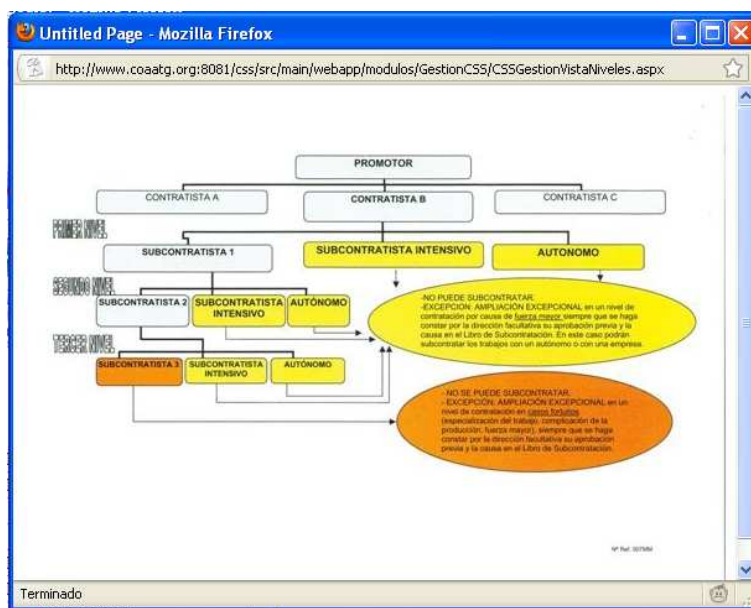 Untitled Page - Mozilla Firefox
http://www.coaatg.org:8081/css/src/main/webapp/modulos/GestionCSS/CSSGestionVistaNiveles.aspx
PROMOTOR
CONTRATISTA A
CONTRATISTA B
CONTRATISTA C
PRIMER NIVEL
SUBCONTRATISTA 1
SUBCONTRATISTA INTENSIVO
AUTONOMO
SEGUNDO NIVEL
SUBCONTRATISTA 2
SUBCONTRATISTA
INTENSIVO
AUTÓNOMO
-NO PUEDE SUBCONTRATAR.
-EXCEPCION: AMPLIACIÓN EXCEPCIONAL en un nivel de
contratación por causa de fuerza mayor siempre que se haga
constar por la dirección facultativa su aprobación previa y la
causa en el Libro de Subcontratación. En este caso podrán
subcontratar los trabajos con un autónomo ó con una empresa.
TERCER NIVEL
SUBCONTRATISTA 3
SUBCONTRATISTA
INTENSIVO
AUTÓNOMO
- NO SE PUEDE SUBCONTRATAR.
- EXCEPCIÓN: AMPLIACIÓN EXCEPCIONAL en un
nivel de contratación en casos fortuitos
(especialización del trabajo, complicación de la
producción, fuerza mayor), siempre que se haga
constar por la dirección facultativa su aprobación
previa y la causa en el Libro de Subcontratación.
Nº Ref.
Terminado